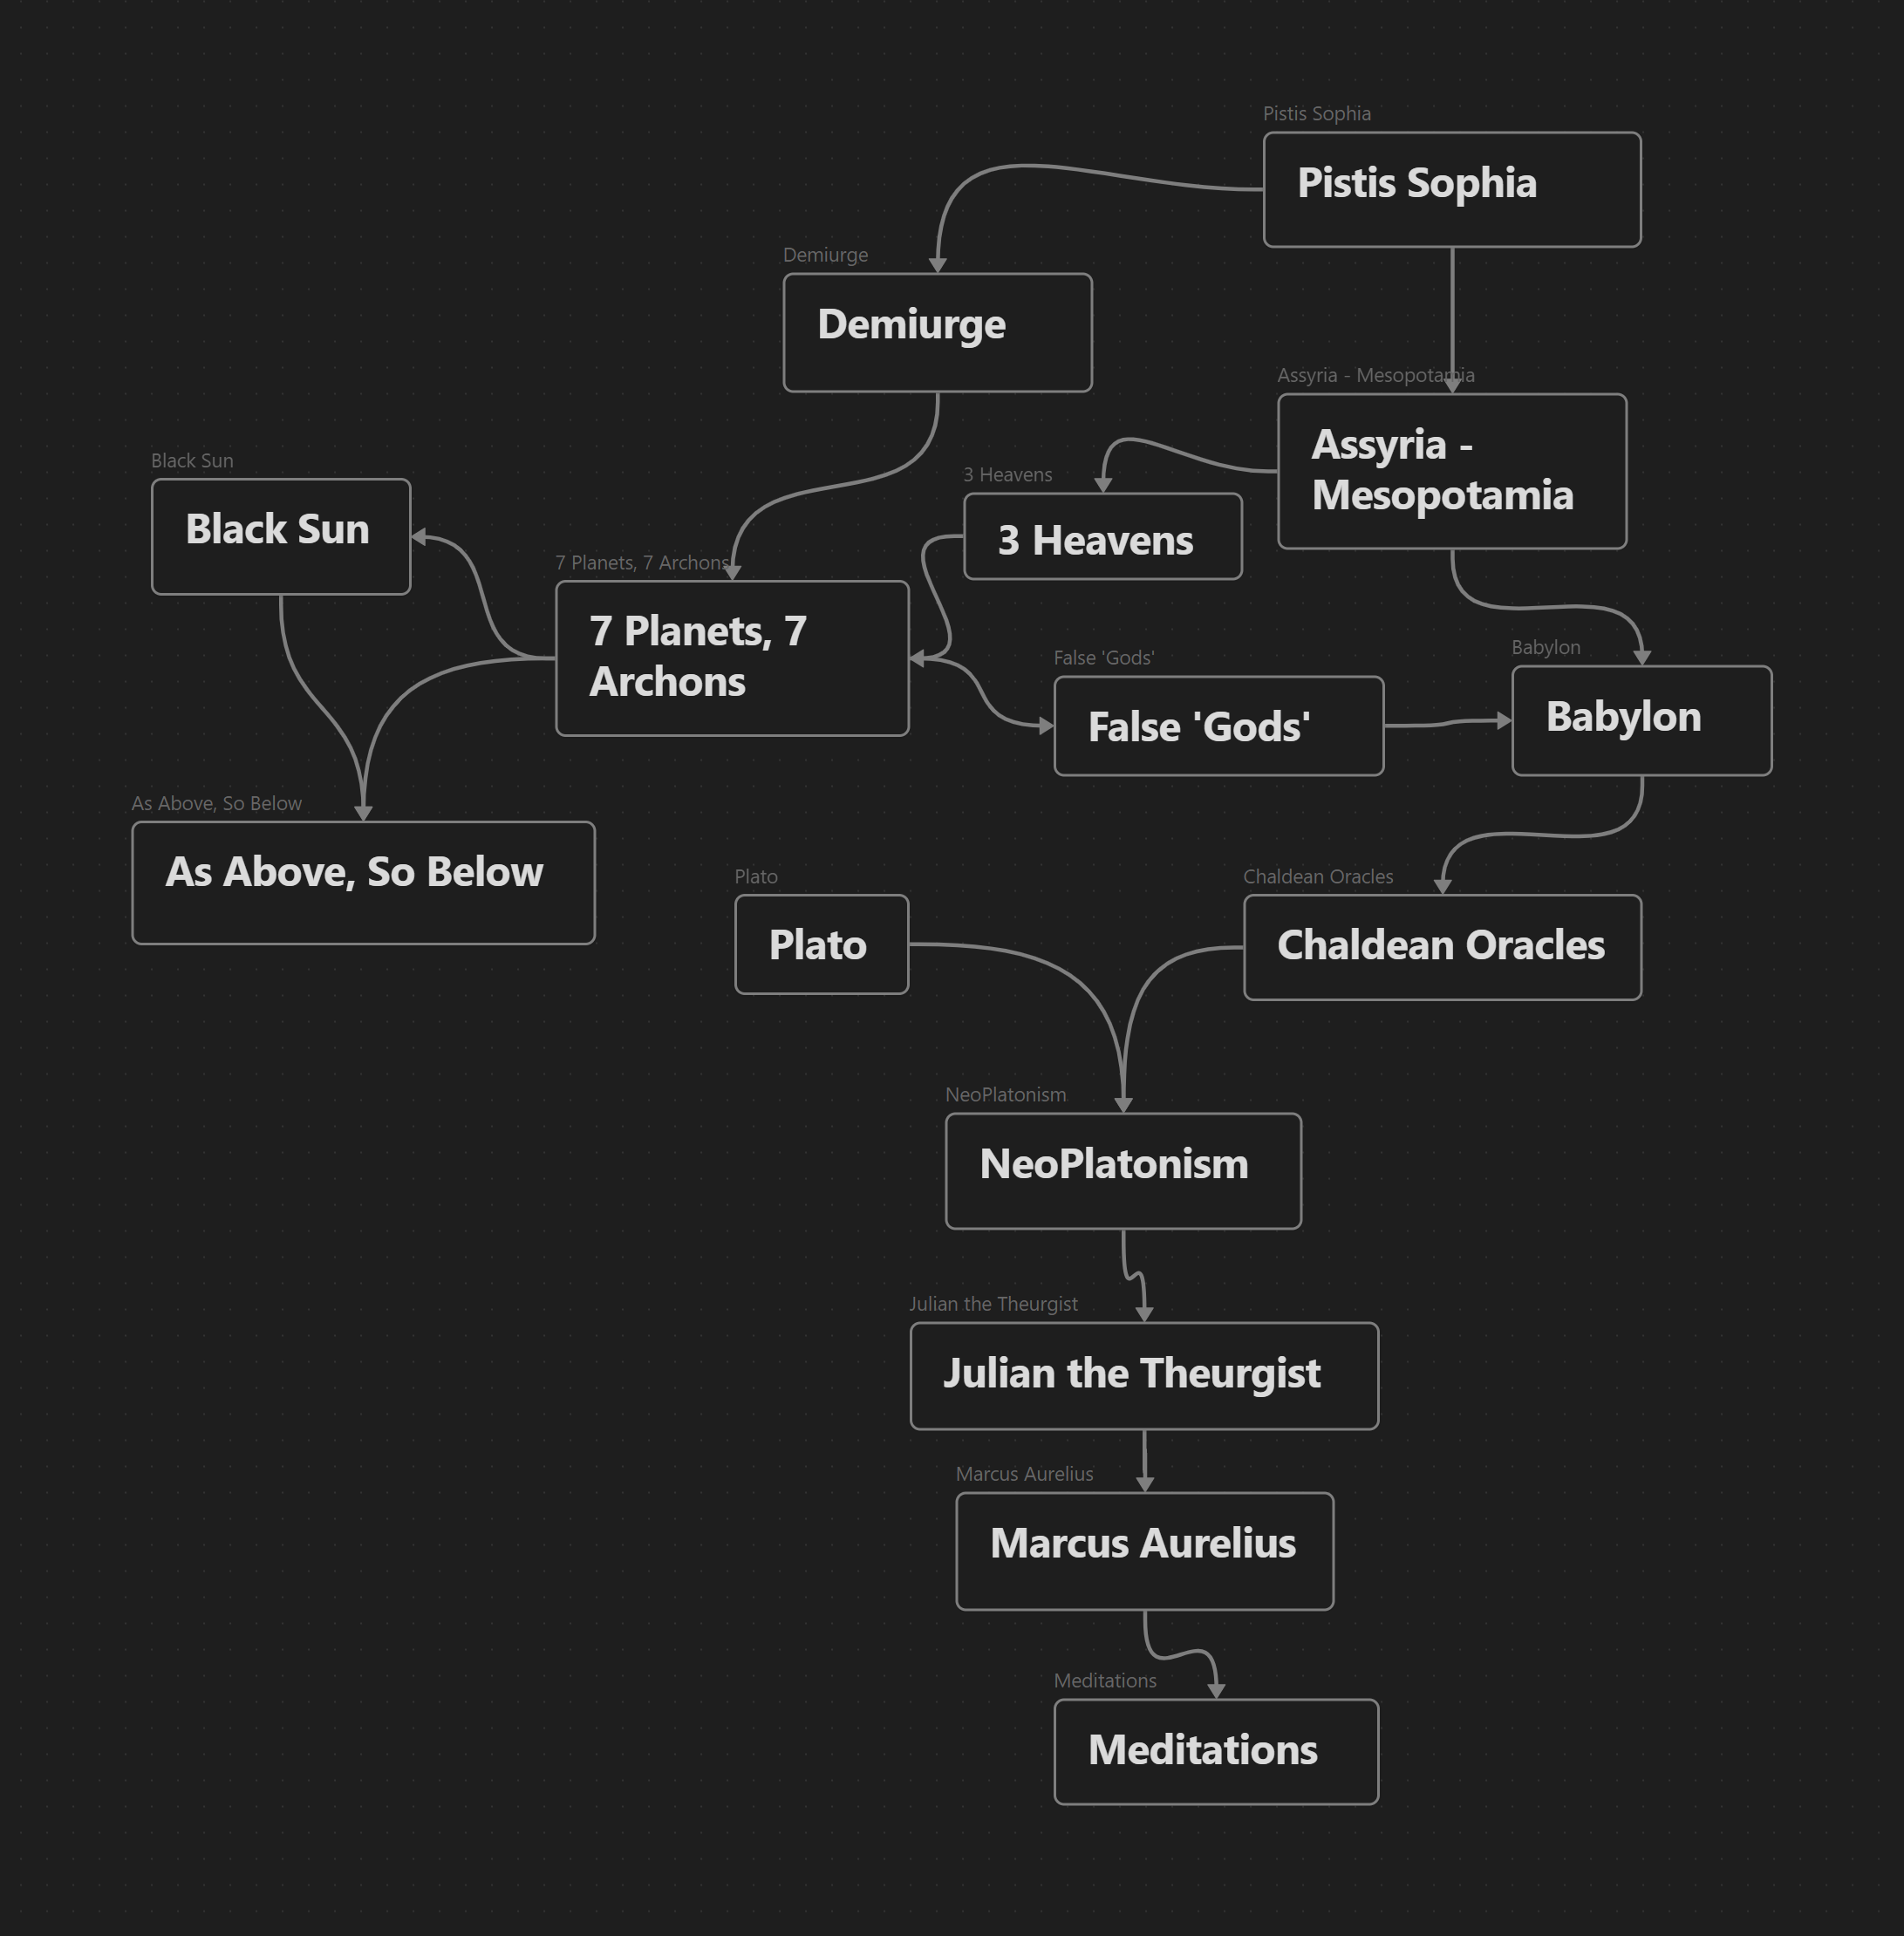 Pistis Sophia
Pistis Sophia
Demiurge
Demiurge
Assyria - Mesopotamia
Assyria -
Mesopotamia
Black Sun
Black Sun
3 Heavens
3 Heavens
7 Planets, 7 Archons
7 Planets, 7
Archons
False 'Gods'
False 'Gods'
Babylon
Babylon
As Above, So Below
As Above, So Below
Plato
Plato
Chaldean Oracles
Chaldean Oracles
NeoPlatonism
NeoPlatonism
Julian the Theurgist
Julian the Theurgist
Marcus Aurelius
Marcus Aurelius
Meditations
Meditations